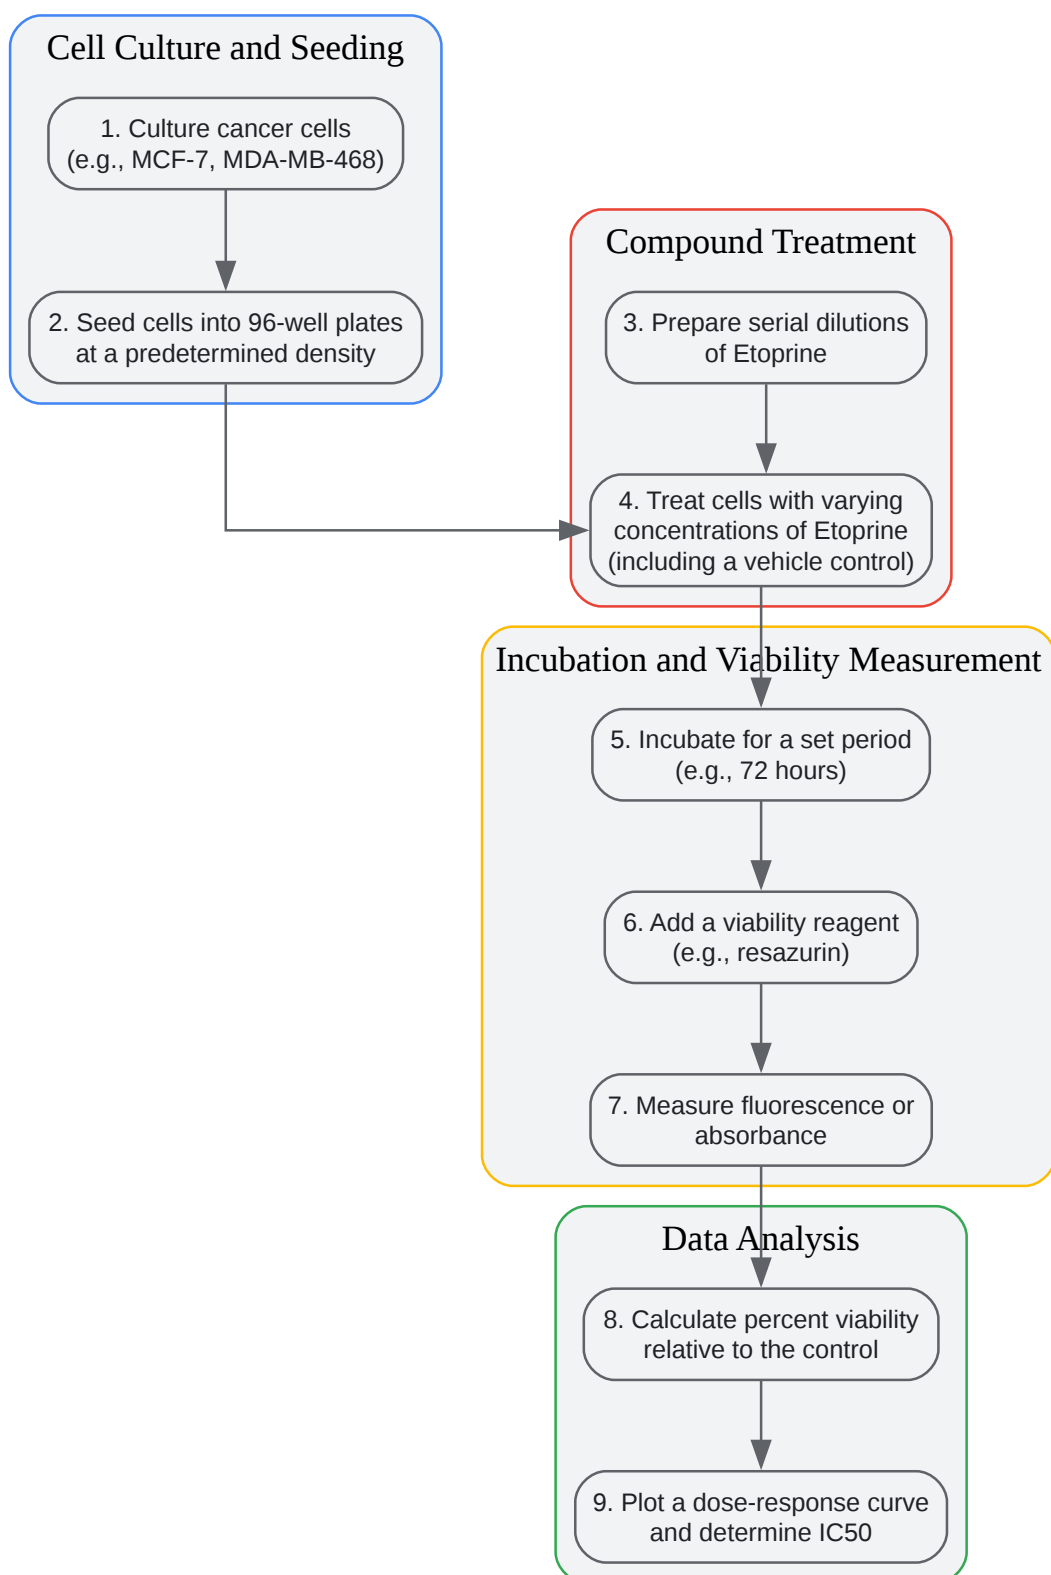 Cell Culture and Seeding
1. Culture cancer cells
(e.g., MCF-7, MDA-MB-468)
2. Seed cells into 96-well plates
at a predetermined density
Compound Treatment
3. Prepare serial dilutions
of Etoprine
4. Treat cells with varying
concentrations of Etoprine
(including a vehicle control)
Incubation and Viability Measurement
5. Incubate for a set period
(e.g., 72 hours)
6. Add a viability reagent
(e.g., resazurin)
7. Measure fluorescence or
absorbance
Data Analysis
8. Calculate percent viability
relative to the control
9. Plot a dose-response curve
and determine IC50